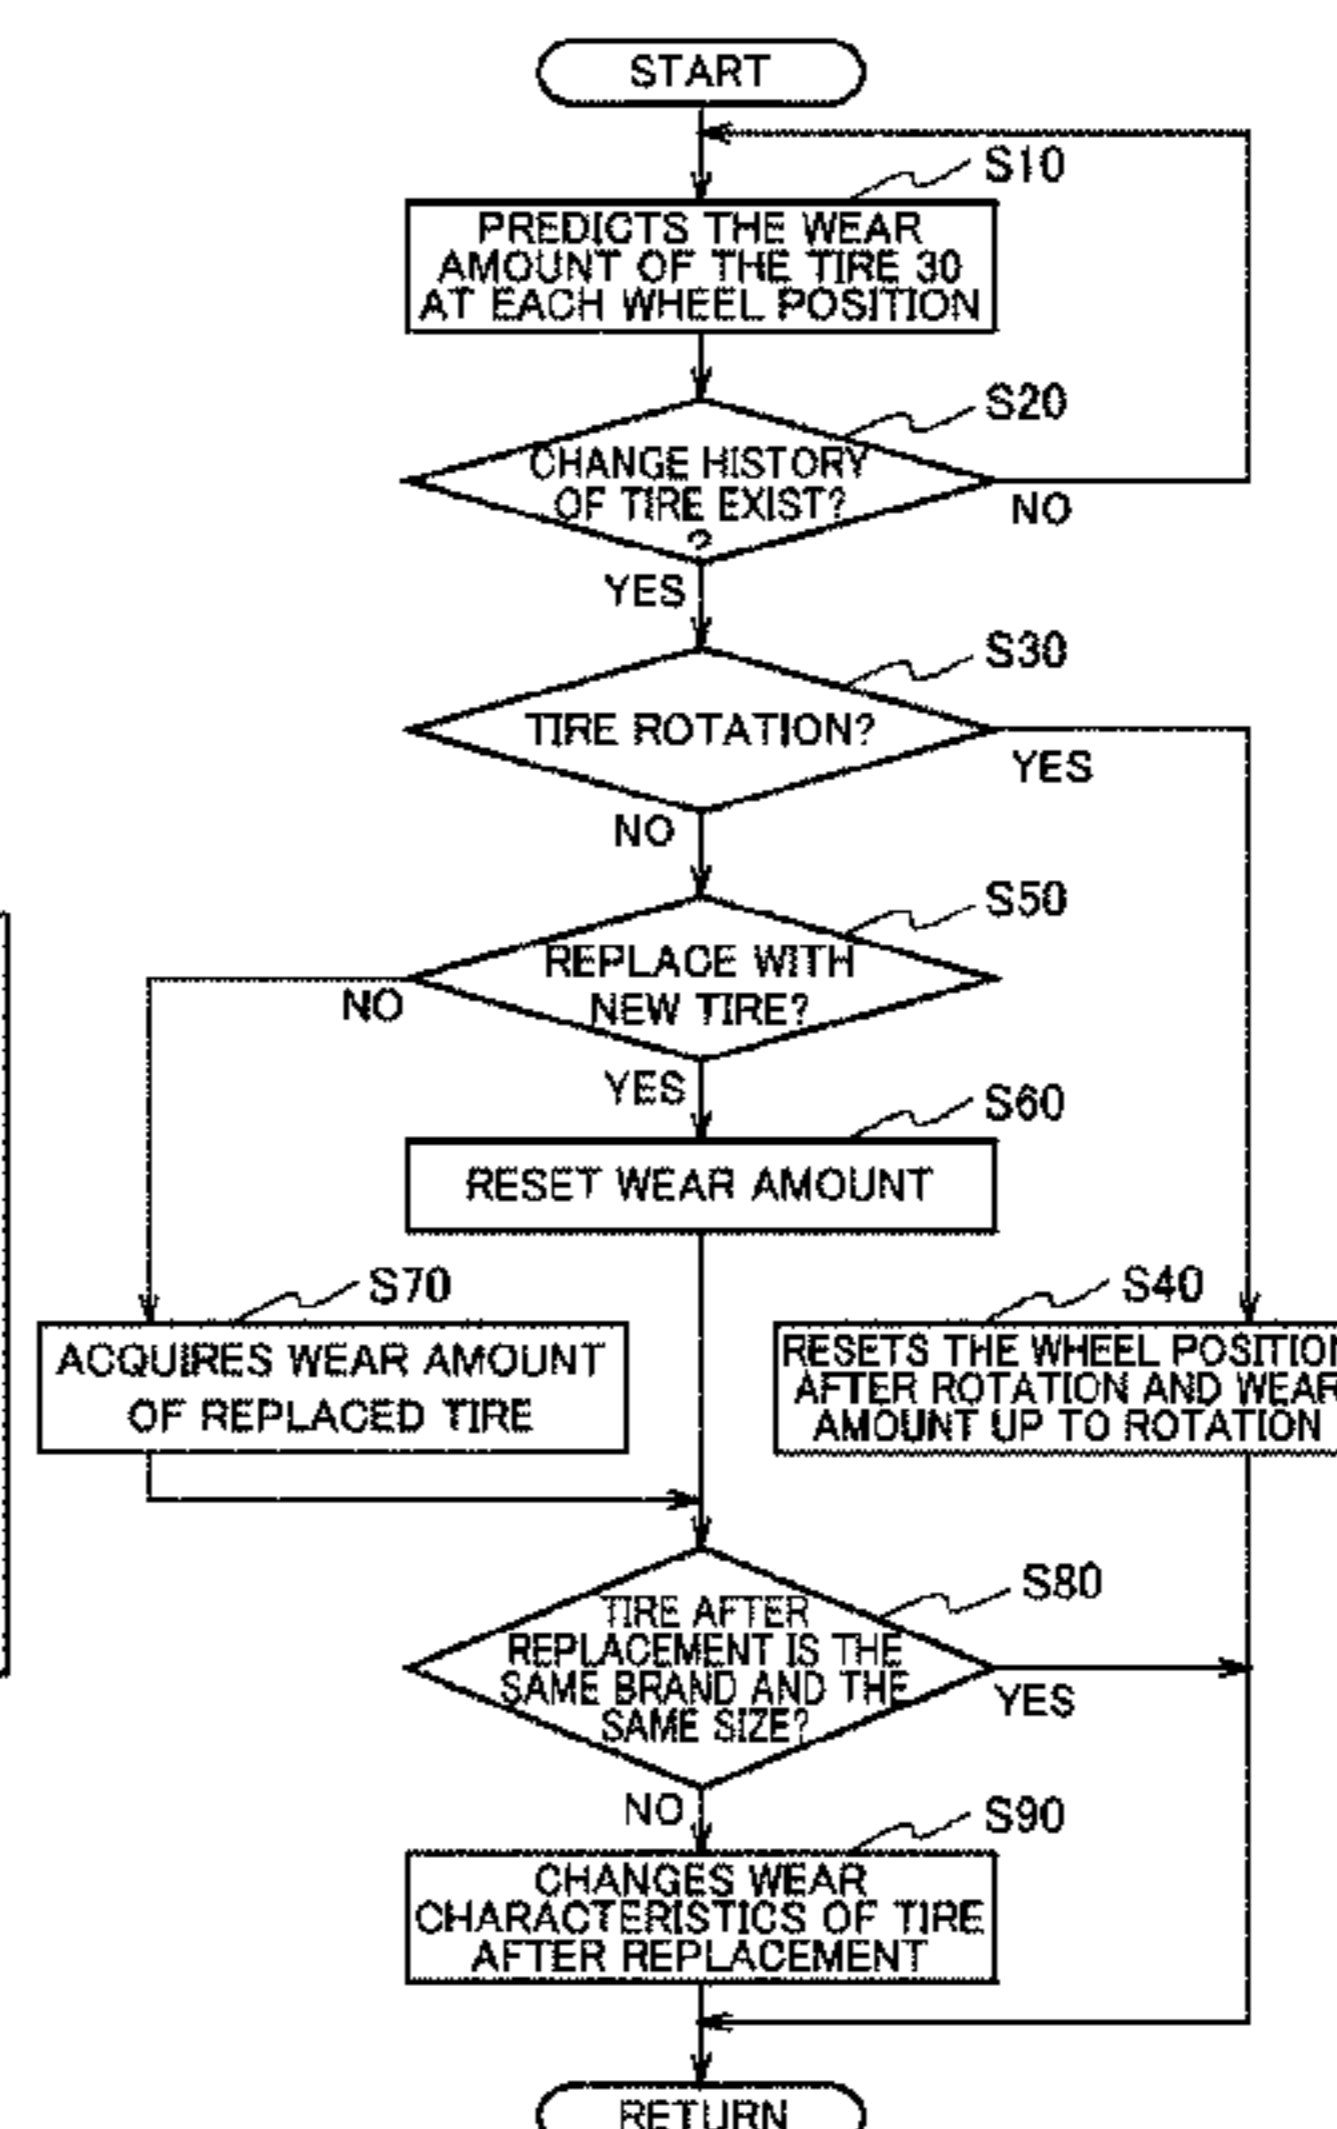 START
S10
PREDICTS THE WEAR
AMOUNT OF THE TIRE 30
AT EACH WHEEL POSITION
S20
CHANGE HISTORY
OF TIRE EXIST?
?
NO
YES
S30
TIRE ROTATION?
YES
NO
S50
REPLACE WITH
NEW TIRE?
NO
YES
S60
RESET WEAR AMOUNT
S70
ACQUIRES WEAR AMOUNT
OF REPLACED TIRE
S40
RESETS THE WHEEL POSITION
AFTER ROTATION AND WEAR
AMOUNT UP TO ROTATION
S80
TIRE AFTER
REPLACEMENT IS THE
SAME BRAND AND THE
SAME SIZE?
YES
NO
S90
CHANGES WEAR
CHARACTERISTICS OF TIRE
AFTER REPLACEMENT
RETURN